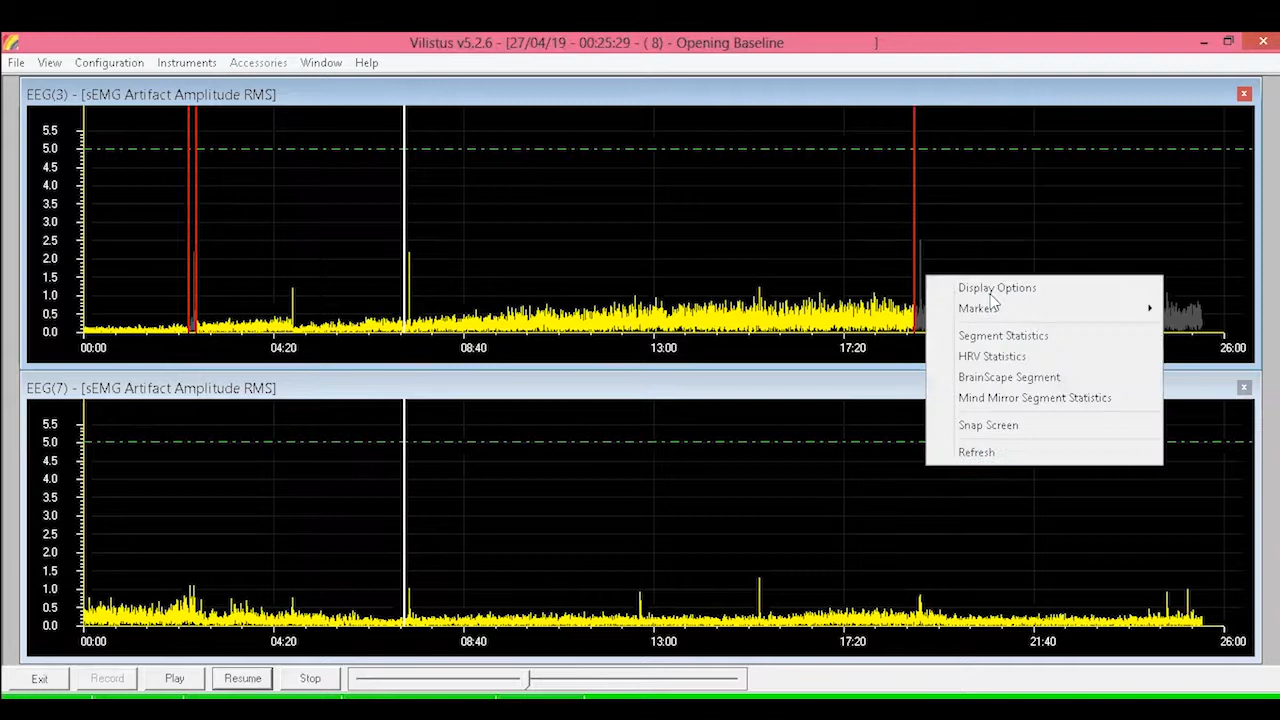 Vilistus v5.2.6 - [27/04/19 - 00:25:29 - ( 8) - Opening Baseline ]
File View Configuration Instruments Accessories Window Help
EEG(3) - [sEMG Artifact Amplitude RMS]
5.5
5.0
4.5
4.0
3.5
3.0
2.5
2.0
1.5
1.0
0.5
0.0
00:00 04:20 08:40 13:00 17:20 26:00
Display Options
Markers
Segment Statistics
HRV Statistics
BrainScape Segment
Mind Mirror Segment Statistics
Snap Screen
Refresh
EEG(7) - [sEMG Artifact Amplitude RMS]
5.5
5.0
4.5
4.0
3.5
3.0
2.5
2.0
1.5
1.0
0.5
0.0
00:00 04:20 08:40 13:00 17:20 21:40 26:00
Exit Record Play Resume Stop